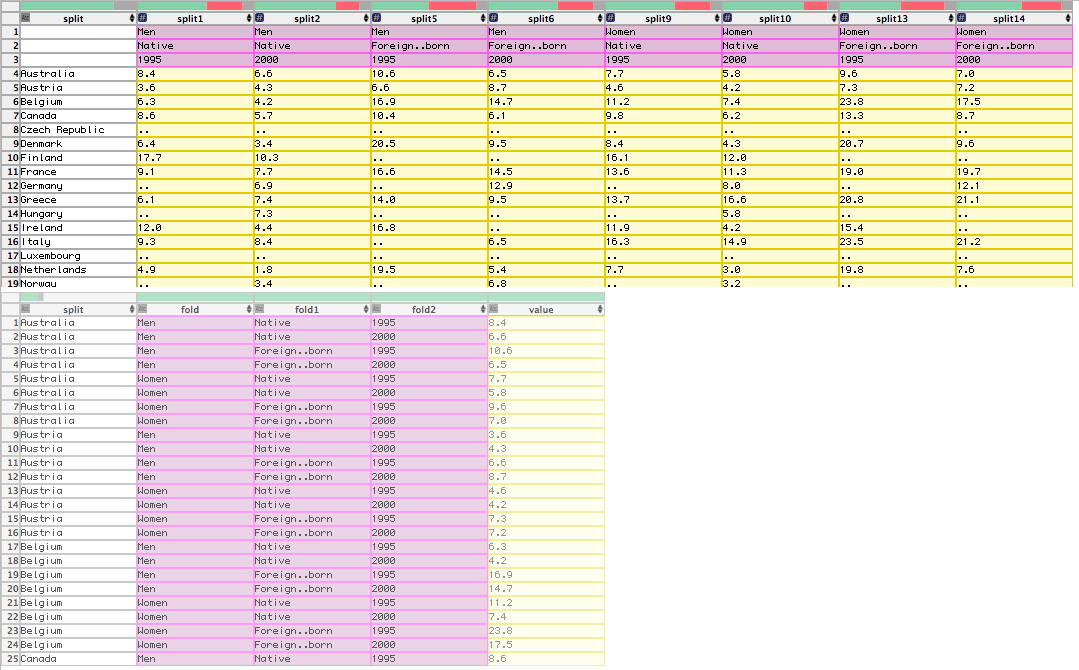 split split1 split2 split5 split6 split9 split10 split13 split14
1 Men Men Men Men Women Women Women Women
2 Native Native Foreign..born Foreign..born Native Native Foreign..born Foreign..born
3 1995 2000 1995 2000 1995 2000 1995 2000
4 Australia 8.4 6.6 10.6 6.5 7.7 5.8 9.6 7.0
5 Austria 3.6 4.3 6.6 8.7 4.6 4.2 7.3 7.2
6 Belgium 6.3 4.2 16.9 14.7 11.2 7.4 23.8 17.5
7 Canada 8.6 5.7 10.4 6.1 9.8 6.2 13.3 8.7
8 Czech Republic .. .. .. .. .. .. .. ..
9 Denmark 6.4 3.4 20.5 9.5 8.4 4.3 20.7 9.6
10 Finland 17.7 10.3 .. .. 16.1 12.0 .. ..
11 France 9.1 7.7 16.6 14.5 13.6 11.3 19.0 19.7
12 Germany .. 6.9 .. 12.9 .. 8.0 .. 12.1
13 Greece 6.1 7.4 14.0 9.5 13.7 16.6 20.8 21.1
14 Hungary .. 7.3 .. .. .. 5.8 .. ..
15 Ireland 12.0 4.4 16.8 .. 11.9 4.2 15.4 ..
16 Italy 9.3 8.4 .. 6.5 16.3 14.9 23.5 21.2
17 Luxembourg .. .. .. .. .. .. .. ..
18 Netherlands 4.9 1.8 19.5 5.4 7.7 3.0 19.8 7.6
19 Norway .. 3.4 .. 6.8 .. 3.2 .. ..
split fold fold1 fold2 value
1 Australia Men Native 1995 8.4
2 Australia Men Native 2000 6.6
3 Australia Men Foreign..born 1995 10.6
4 Australia Men Foreign..born 2000 6.5
5 Australia Women Native 1995 7.7
6 Australia Women Native 2000 5.8
7 Australia Women Foreign..born 1995 9.6
8 Australia Women Foreign..born 2000 7.0
9 Austria Men Native 1995 3.6
10 Austria Men Native 2000 4.3
11 Austria Men Foreign..born 1995 6.6
12 Austria Men Foreign..born 2000 8.7
13 Austria Women Native 1995 4.6
14 Austria Women Native 2000 4.2
15 Austria Women Foreign..born 1995 7.3
16 Austria Women Foreign..born 2000 7.2
17 Belgium Men Native 1995 6.3
18 Belgium Men Native 2000 4.2
19 Belgium Men Foreign..born 1995 16.9
20 Belgium Men Foreign..born 2000 14.7
21 Belgium Women Native 1995 11.2
22 Belgium Women Native 2000 7.4
23 Belgium Women Foreign..born 1995 23.8
24 Belgium Women Foreign..born 2000 17.5
25 Canada Men Native 1995 8.6